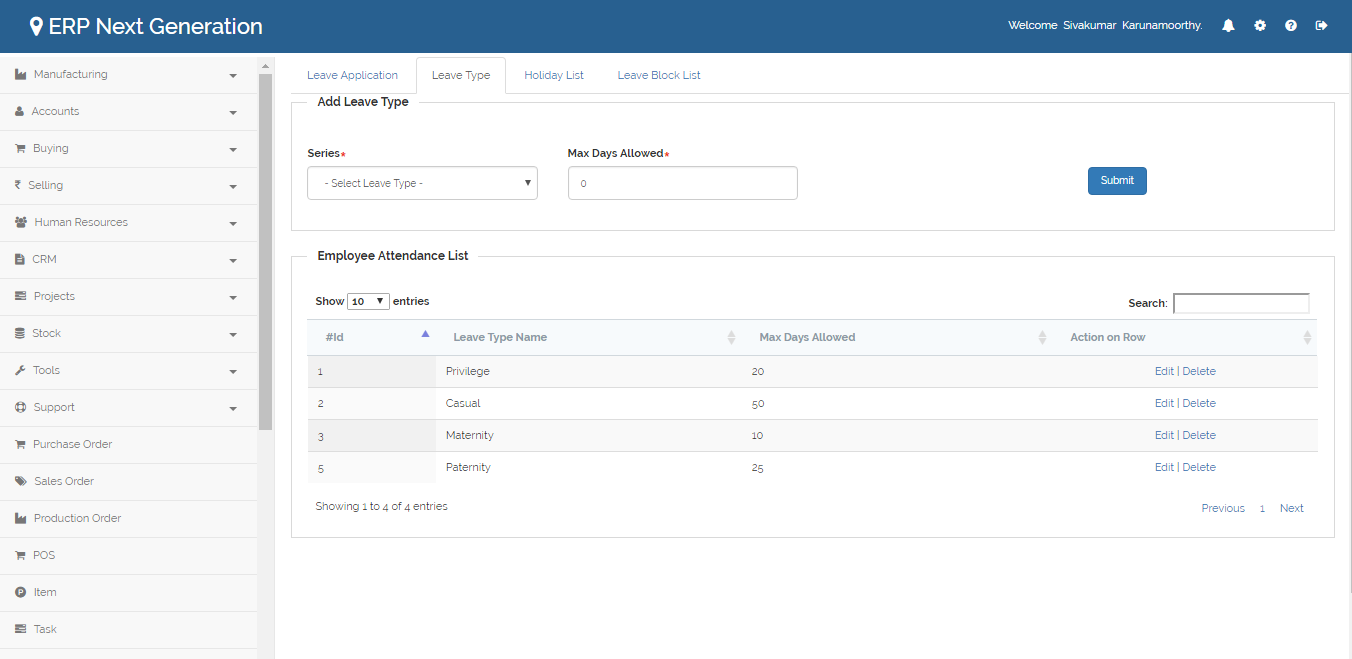 ERP Next Generation
Welcome Sivakumar Karunamoorthy.
Manufacturing
Accounts
Buying
Selling
Human Resources
CRM
Projects
Stock
Tools
Support
Purchase Order
Sales Order
Production Order
POS
Item
Task
Leave Application Leave Type Holiday List Leave Block List
Add Leave Type
Series* Max Days Allowed*
- Select Leave Type - 0 Submit
Employee Attendance List
Show 10 entries Search:
#Id Leave Type Name Max Days Allowed Action on Row
1 Privilege 20 Edit | Delete
2 Casual 50 Edit | Delete
3 Maternity 10 Edit | Delete
5 Paternity 25 Edit | Delete
Showing 1 to 4 of 4 entries Previous 1 Next